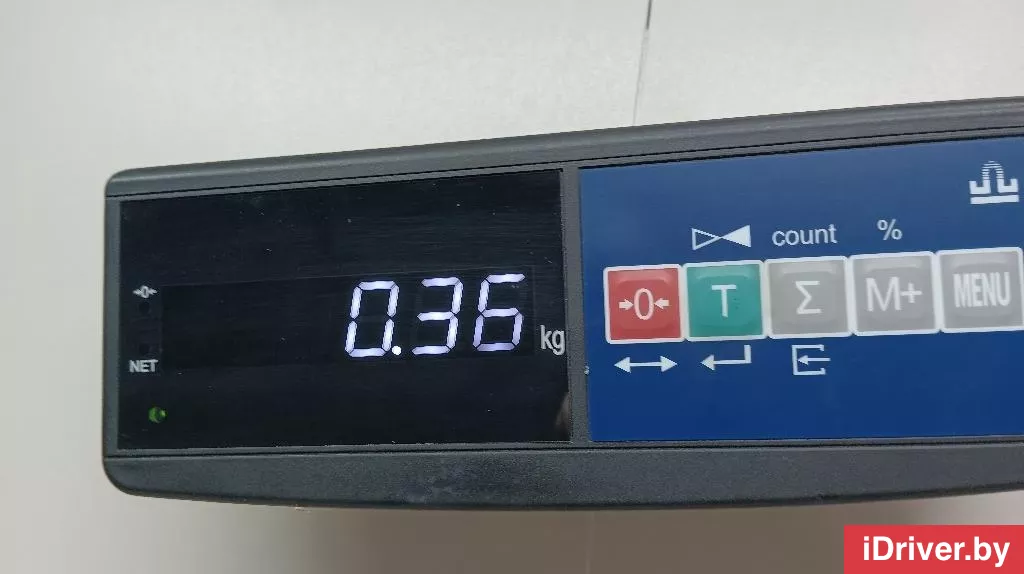 count %
→0←
0.36 kg
→0← T Σ M+ MENU
NET
iDriver.by